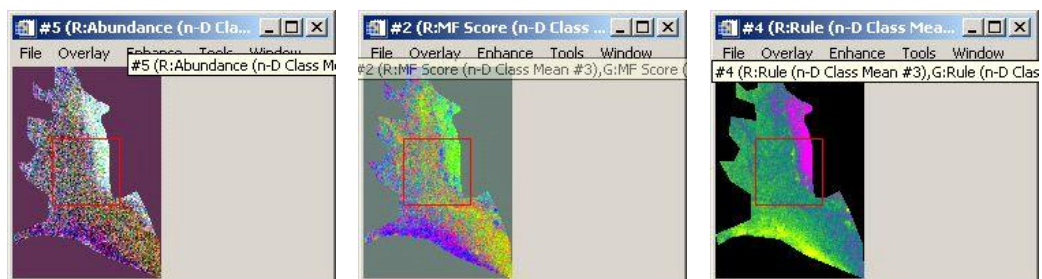 #5 (R:Abundance (n-D Cla...
File Overlay Enhance Tools Window
#5 (R:Abundance (n-D Class M
#2 (R:MF Score (n-D Class ...
File Overlay Enhance Tools Window
#2 (R:MF Score (n-D Class Mean #3),G:MF Score (
#4 (R:Rule (n-D Class Mea...
File Overlay Enhance Tools Window
#4 (R:Rule (n-D Class Mean #3),G:Rule (n-D Clas